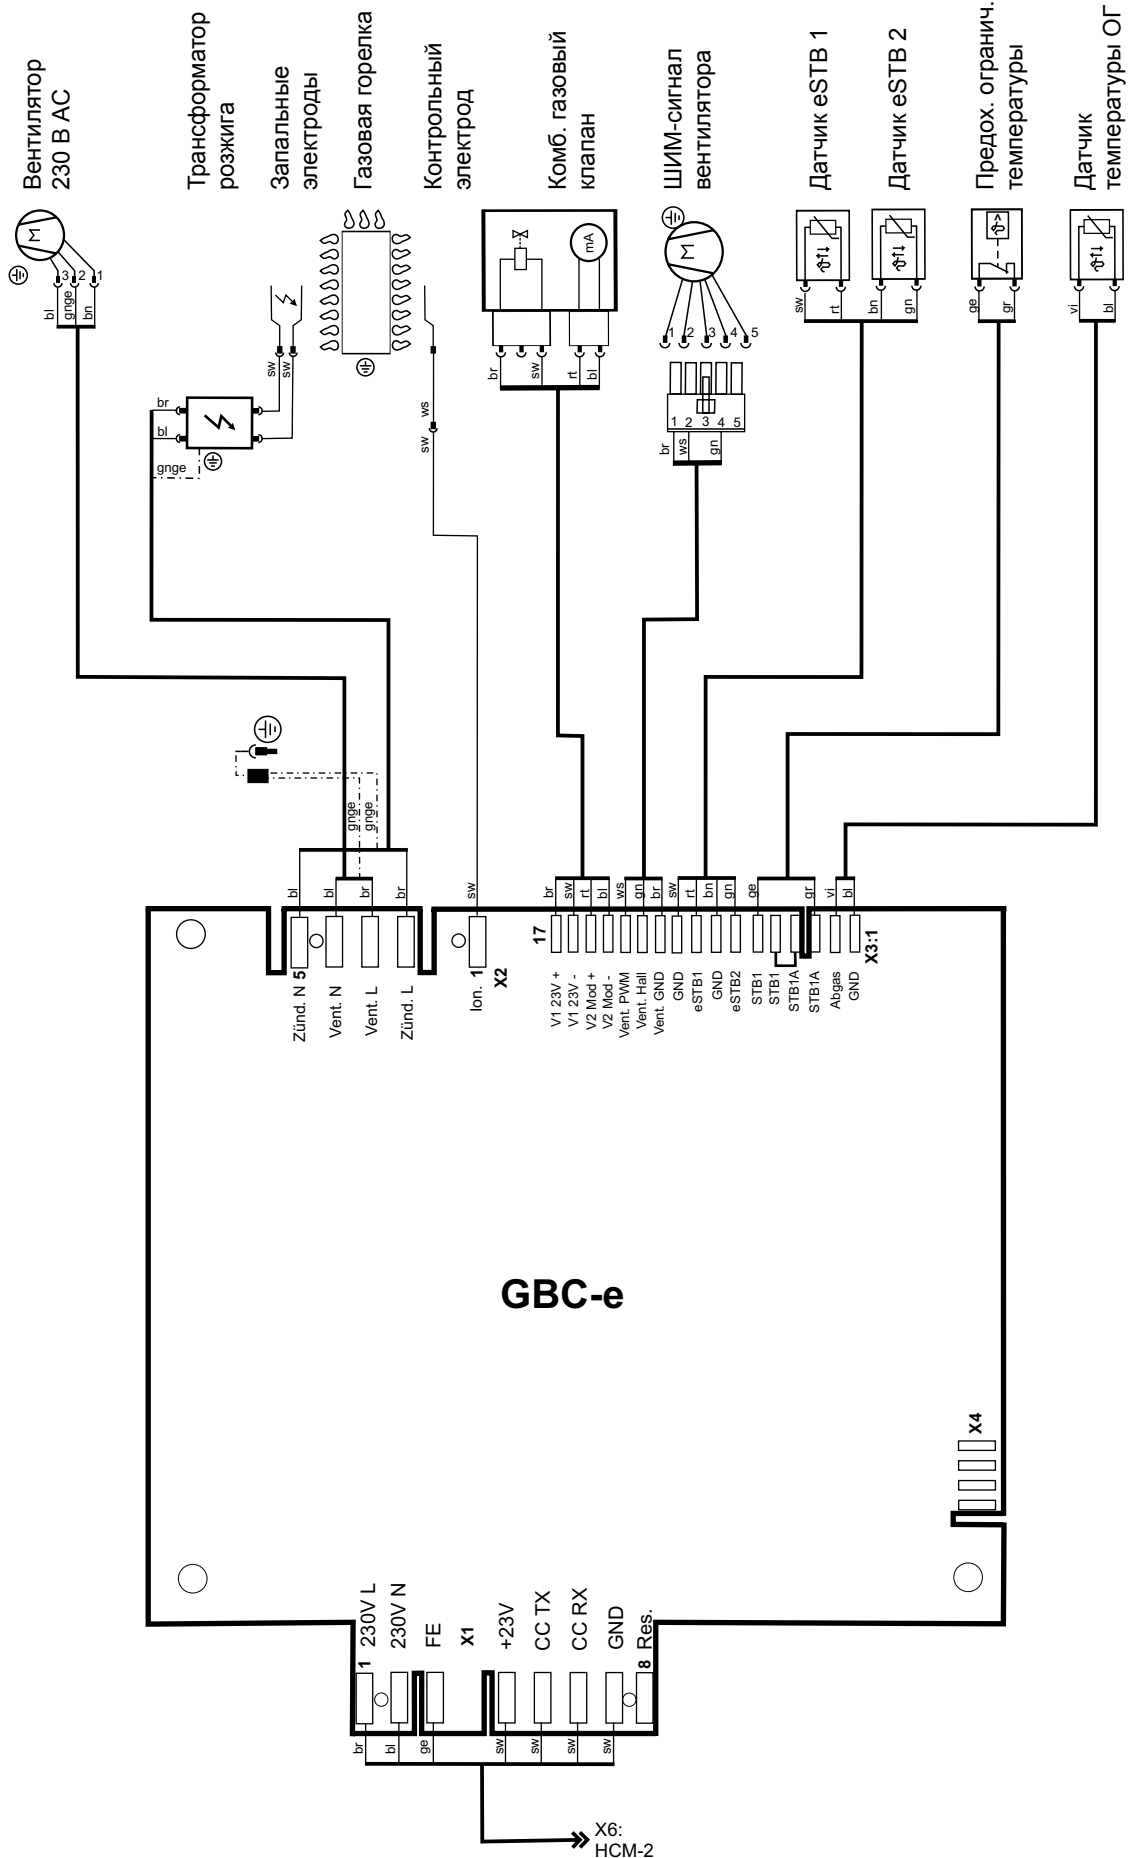 Вентилятор
230 В AC
Трансформатор
розжига
Запальные
электроды
Газовая горелка
Контрольный
электрод
Комб. газовый
клапан
ШИМ-сигнал
вентилятора
Датчик eSTB 1
Датчик eSTB 2
Предох. огранич.
температуры
Датчик
температуры ОГ
M
3
2
1
bl
gnge
bn
br
bl
gnge
sw
sw
ws
sw
mA
br
sw
rt
bl
M
1
2
3
4
5
1
2
3
4
5
br
ws
gn
sw
rt
bn
gn
ge
gr
vi
bl
gnge
gnge
bl
bl
br
br
sw
br
sw
rt
bl
ws
gn
br
sw
rt
bn
gn
ge
gr
vi
bl
Zünd. N
5
Vent. N
Vent. L
Zünd. L
Ion.
1
X2
17
V1 23V +
V1 23V -
V2 Mod +
V2 Mod -
Vent. PWM
Vent. Hall
Vent. GND
GND
eSTB1
GND
eSTB2
STB1
STB1
STB1A
STB1A
Abgas
GND
X3:1
GBC-e
X4
1
230V L
230V N
FE
X1
+23V
CC TX
CC RX
GND
8
Res.
br
bl
ge
sw
sw
sw
sw
X6:
HCM-2